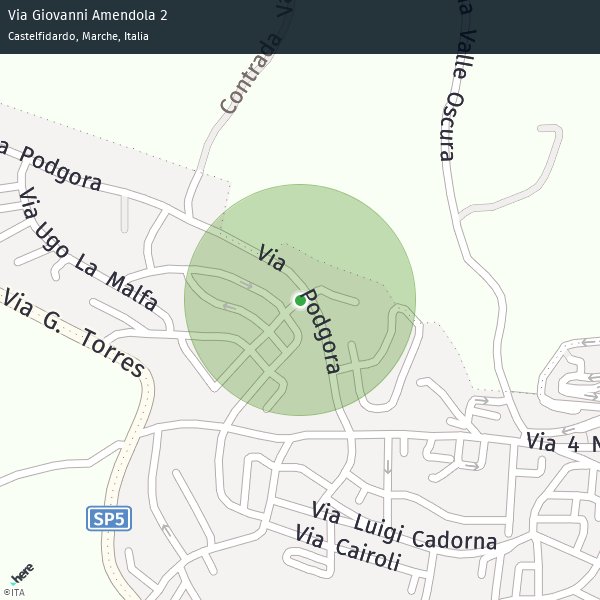 Via Giovanni Amendola 2
Castelfidardo, Marche, Italia
Contrada Va
na Valle Oscura
a Podgora
Via Ugo La Malfa
Via Podgora
Via G. Torres
Via 4 N
SP5
Via Luigi Cadorna
Via Cairoli
here
©ITA